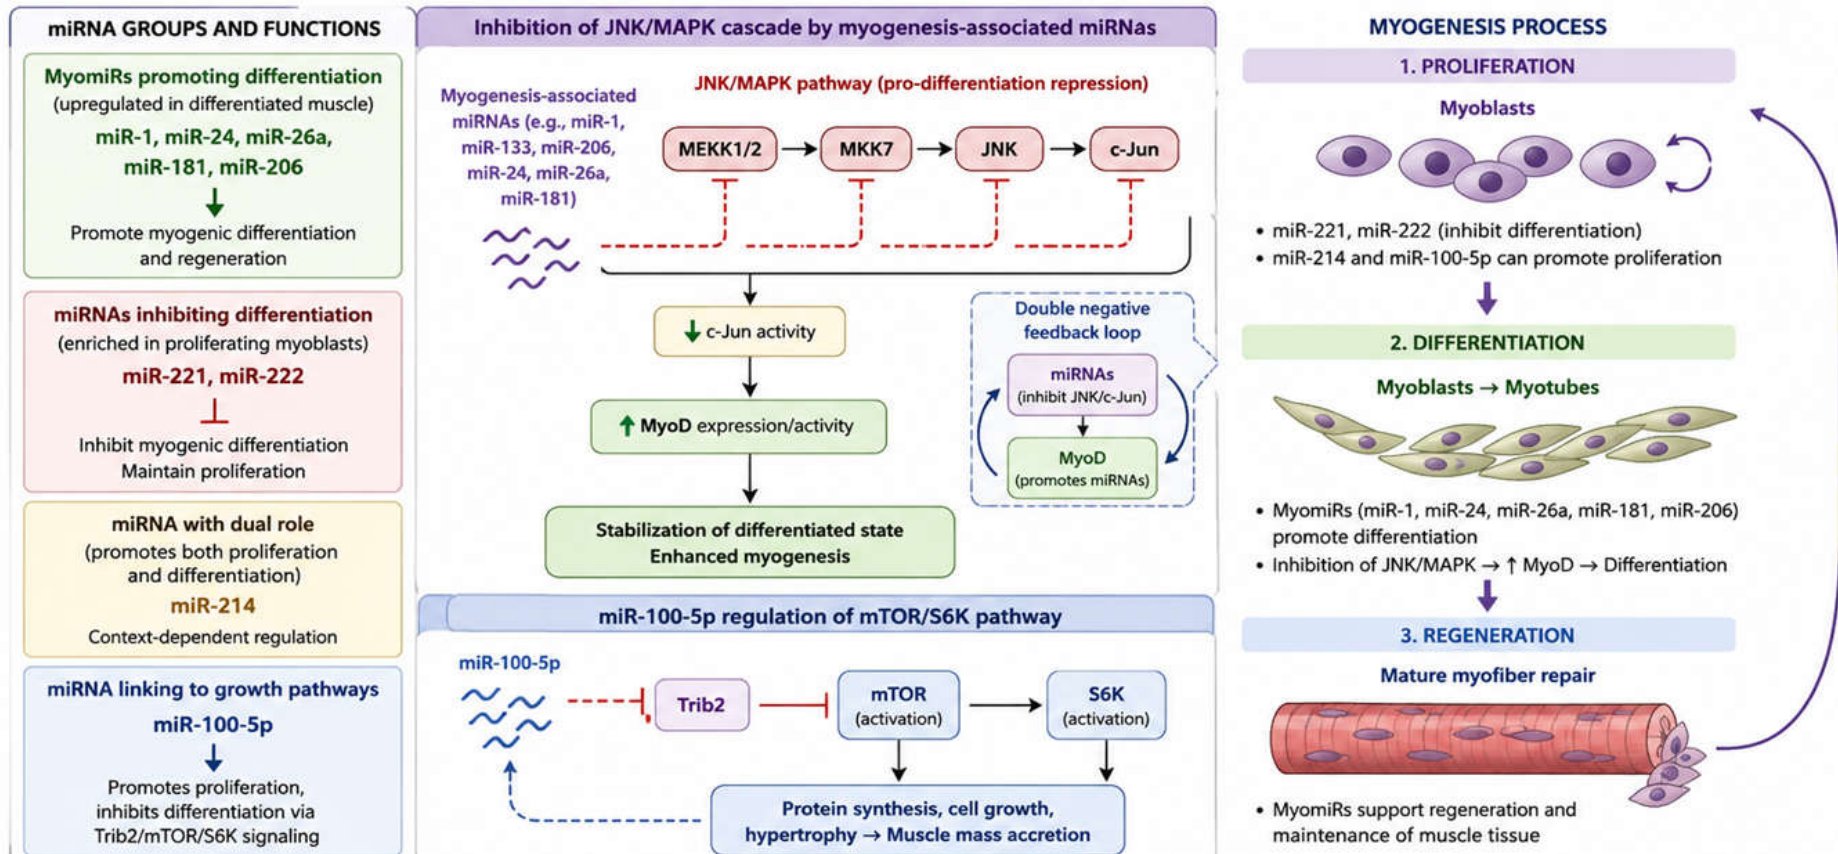 miRNA GROUPS AND FUNCTIONS
MyomiRs promoting differentiation
(upregulated in differentiated muscle)
miR-1, miR-24, miR-26a,
miR-181, miR-206
Promote myogenic differentiation
and regeneration
miRNAs inhibiting differentiation
(enriched in proliferating myoblasts)
miR-221, miR-222
Inhibit myogenic differentiation
Maintain proliferation
miRNA with dual role
(promotes both proliferation
and differentiation)
miR-214
Context-dependent regulation
miRNA linking to growth pathways
miR-100-5p
Promotes proliferation,
inhibits differentiation via
Trib2/mTOR/S6K signaling
Inhibition of JNK/MAPK cascade by myogenesis-associated miRNAs
Myogenesis-associated
miRNAs (e.g., miR-1,
miR-133, miR-206,
miR-24, miR-26a,
miR-181)
JNK/MAPK pathway (pro-differentiation repression)
MEKK1/2 → MKK7 → JNK → c-Jun
↓ c-Jun activity
↑ MyoD expression/activity
Stabilization of differentiated state
Enhanced myogenesis
Double negative
feedback loop
miRNAs
(inhibit JNK/c-Jun)
MyoD
(promotes miRNAs)
miR-100-5p regulation of mTOR/S6K pathway
miR-100-5p
Trib2
mTOR
(activation)
S6K
(activation)
Protein synthesis, cell growth,
hypertrophy → Muscle mass accretion
MYOGENESIS PROCESS
1. PROLIFERATION
Myoblasts
• miR-221, miR-222 (inhibit differentiation)
• miR-214 and miR-100-5p can promote proliferation
2. DIFFERENTIATION
Myoblasts → Myotubes
• MyomiRs (miR-1, miR-24, miR-26a, miR-181, miR-206)
promote differentiation
• Inhibition of JNK/MAPK → ↑ MyoD → Differentiation
3. REGENERATION
Mature myofiber repair
• MyomiRs support regeneration and
maintenance of muscle tissue